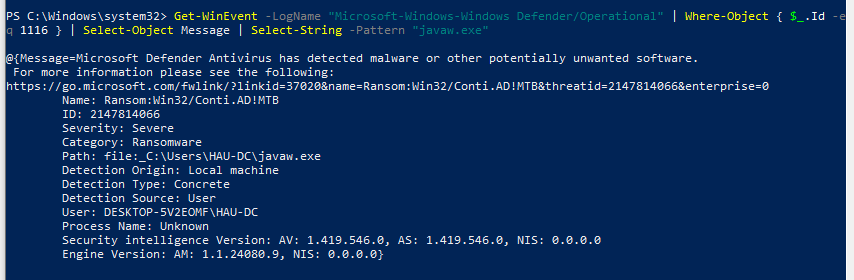 PS C:\Windows\system32> Get-WinEvent -LogName "Microsoft-Windows-Windows Defender/Operational" | Where-Object { $_.Id -e
q 1116 } | Select-Object Message | Select-String -Pattern "javaw.exe"
@{Message=Microsoft Defender Antivirus has detected malware or other potentially unwanted software.
For more information please see the following:
https://go.microsoft.com/fwlink/?linkid=37020&name=Ransom:Win32/Conti.AD!MTB&threatid=2147814066&enterprise=0
Name: Ransom:Win32/Conti.AD!MTB
ID: 2147814066
Severity: Severe
Category: Ransomware
Path: file:_C:\Users\HAU-DC\javaw.exe
Detection Origin: Local machine
Detection Type: Concrete
Detection Source: User
User: DESKTOP-5V2EOMF\HAU-DC
Process Name: Unknown
Security intelligence Version: AV: 1.419.546.0, AS: 1.419.546.0, NIS: 0.0.0.0
Engine Version: AM: 1.1.24080.9, NIS: 0.0.0.0}